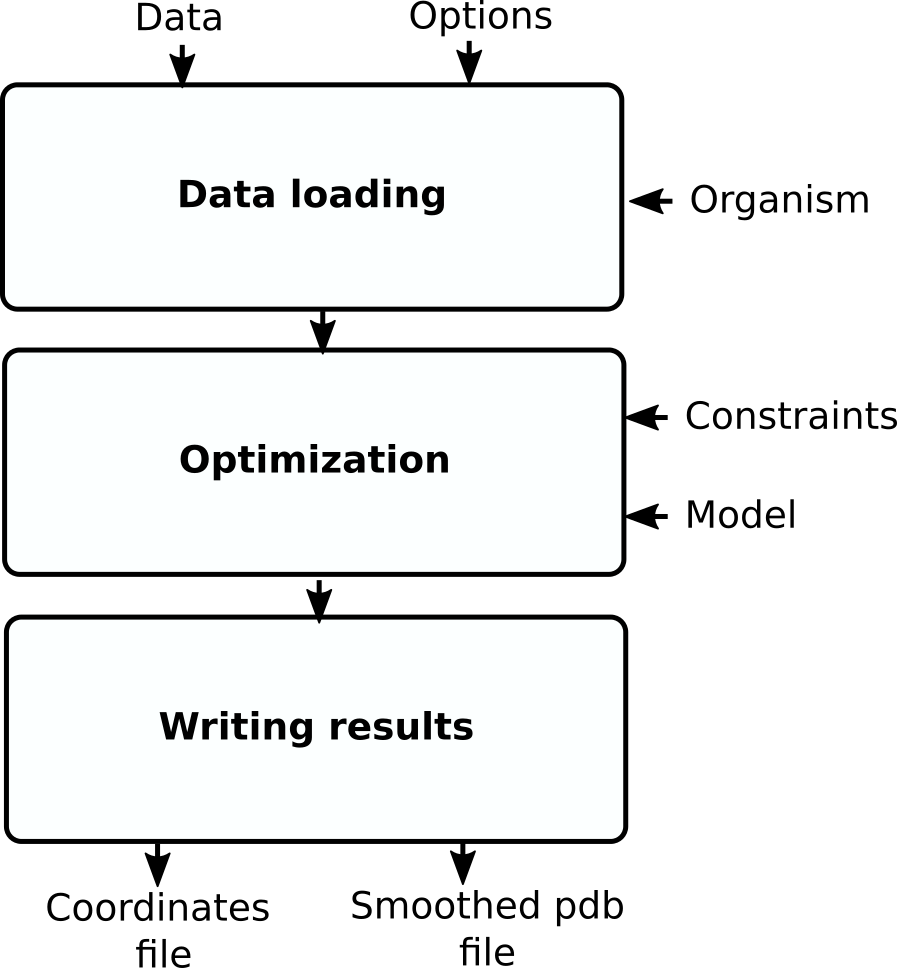 Data
Options
Data loading
Organism
Optimization
Constraints
Model
Writing results
Coordinates
file
Smoothed pdb
file